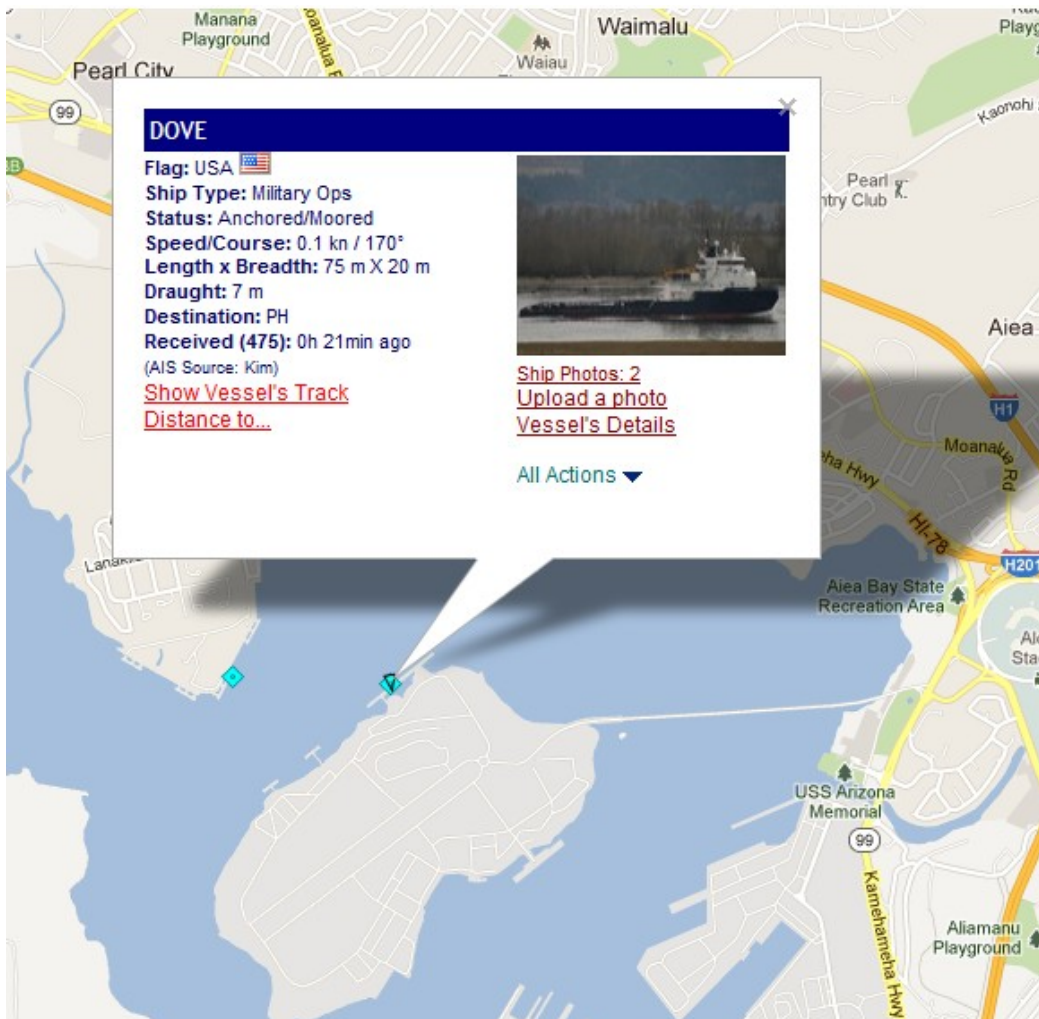 Manana
Playground
Moanalua
Waimalu
Waiau
Pearl City
99
Kaonohi
DOVE
Flag: USA
Ship Type: Military Ops
Status: Anchored/Moored
Speed/Course: 0.1 kn / 170°
Length x Breadth: 75 m X 20 m
Draught: 7 m
Destination: PH
Received (475): 0h 21min ago
(AIS Source: Kim)
Show Vessel's Track
Distance to...
Ship Photos: 2
Upload a photo
Vessel's Details
All Actions
Pearl
ntry Club
Aiea
H1
Moanalua Rd
ha Hwy
HI-78
H201
Aiea Bay State
Recreation Area
Sta
USS Arizona
Memorial
99
Kamehameha Hwy
Aliamanu
Playground